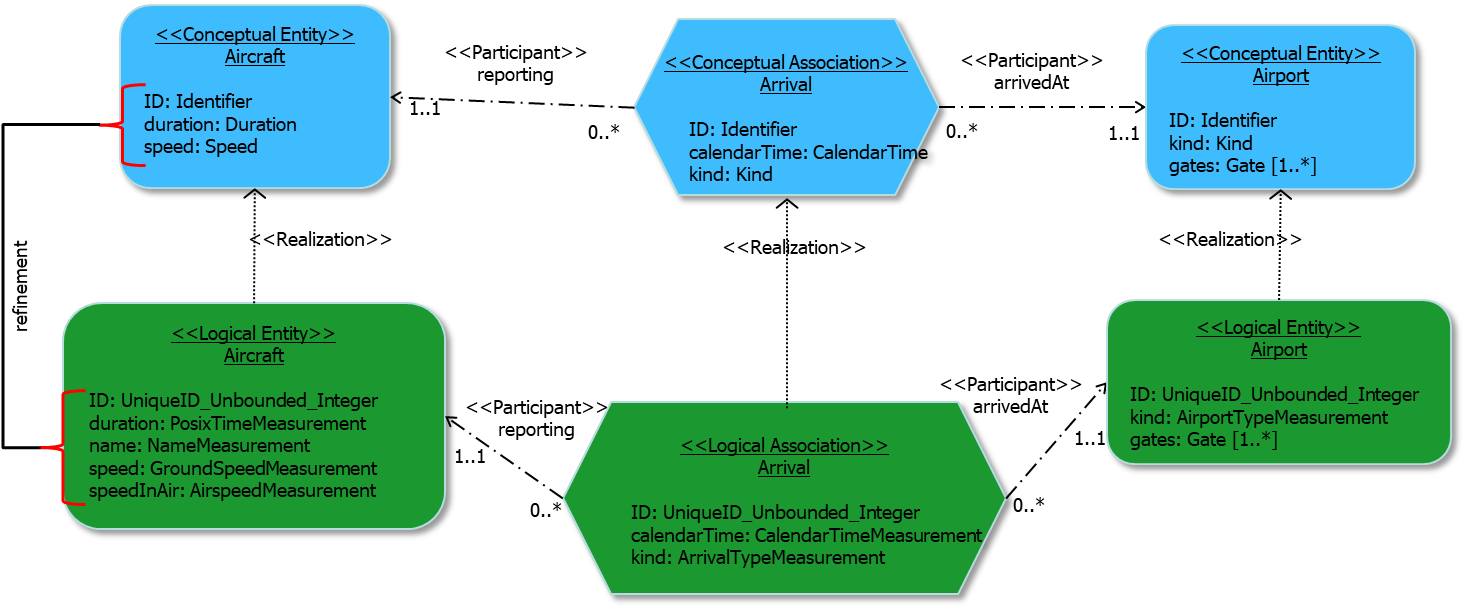 <<Conceptual Entity>>
Aircraft
ID: Identifier
duration: Duration
speed: Speed
<<Participant>>
reporting
1..1
0..*
<<Conceptual Association>>
Arrival
ID: Identifier
calendarTime: CalendarTime
kind: Kind
<<Participant>>
arrivedAt
0..*
1..1
<<Conceptual Entity>>
Airport
ID: Identifier
kind: Kind
gates: Gate [1..*]
refinement
<<Realization>>
<<Realization>>
<<Realization>>
<<Logical Entity>>
Aircraft
ID: UniqueID_Unbounded_Integer
duration: PosixTimeMeasurement
name: NameMeasurement
speed: GroundSpeedMeasurement
speedInAir: AirspeedMeasurement
<<Participant>>
reporting
1..1
0..*
<<Logical Association>>
Arrival
ID: UniqueID_Unbounded_Integer
calendarTime: CalendarTimeMeasurement
kind: ArrivalTypeMeasurement
<<Participant>>
arrivedAt
1..1
0..*
<<Logical Entity>>
Airport
ID: UniqueID_Unbounded_Integer
kind: AirportTypeMeasurement
gates: Gate [1..*]